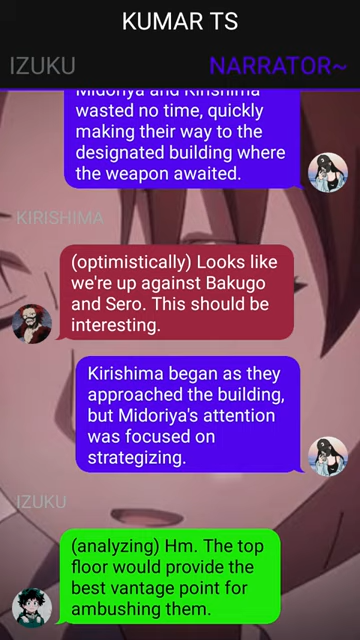 KUMAR TS
IZUKU
NARRATOR~
Midoriya and Kirishima
wasted no time, quickly
making their way to the
designated building where
the weapon awaited.
KIRISHIMA
(optimistically) Looks like
we're up against Bakugo
and Sero. This should be
interesting.
Kirishima began as they
approached the building,
but Midoriya's attention
was focused on
strategizing.
IZUKU
(analyzing) Hm. The top
floor would provide the
best vantage point for
ambushing them.